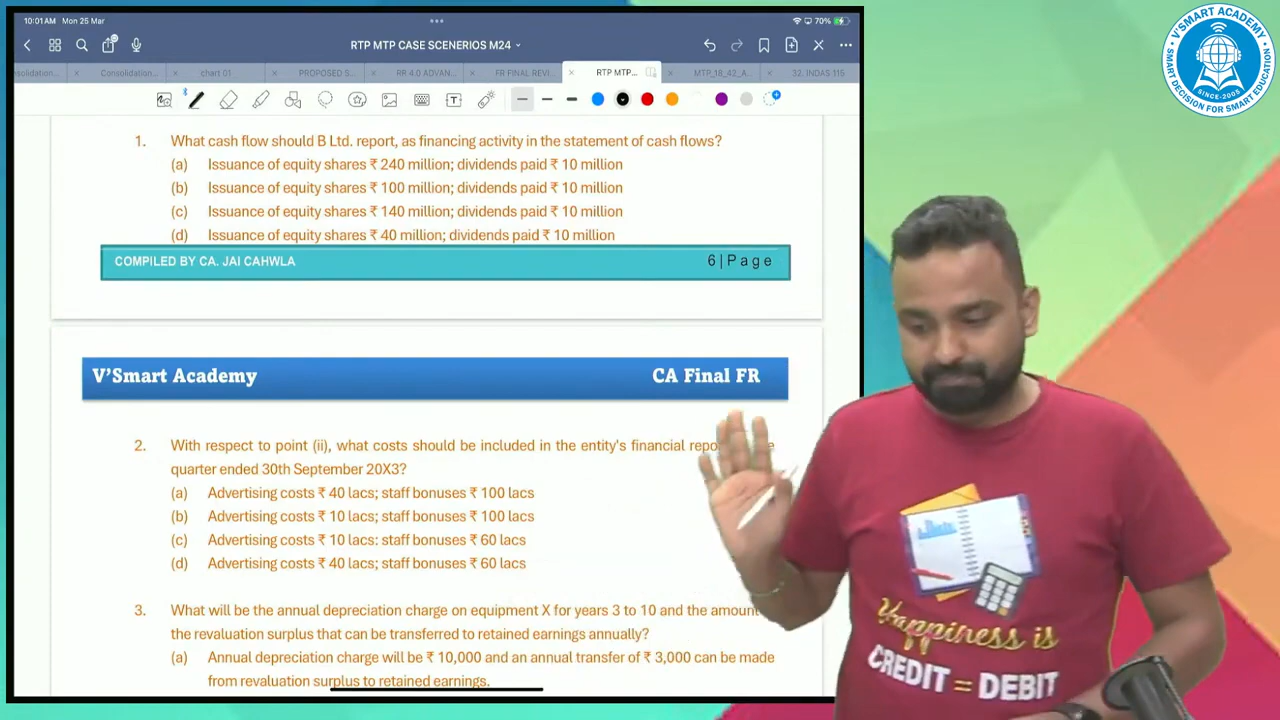 10:01 AM Mon 25 Mar
70%
RTP MTP CASE SCENERIOS M24
Consolidation...
chart 01
PROPOSED S...
RR 4.0 ADVAN...
FR FINAL REVI...
RTP MTP...
MTP_18_42_A...
32. INDAS 115
1. What cash flow should B Ltd. report, as financing activity in the statement of cash flows?
(a) Issuance of equity shares ₹ 240 million; dividends paid ₹ 10 million
(b) Issuance of equity shares ₹ 100 million; dividends paid ₹ 10 million
(c) Issuance of equity shares ₹ 140 million; dividends paid ₹ 10 million
(d) Issuance of equity shares ₹ 40 million; dividends paid ₹ 10 million
COMPILED BY CA. JAI CAHWLA 6 | P a g e
V'Smart Academy CA Final FR
2. With respect to point (ii), what costs should be included in the entity's financial
quarter ended 30th September 20X3?
(a) Advertising costs ₹ 40 lacs; staff bonuses ₹ 100 lacs
(b) Advertising costs ₹ 10 lacs; staff bonuses ₹ 100 lacs
(c) Advertising costs ₹ 10 lacs: staff bonuses ₹ 60 lacs
(d) Advertising costs ₹ 40 lacs; staff bonuses ₹ 60 lacs
3. What will be the annual depreciation charge on equipment X for years 3 to 10 and the amount
the revaluation surplus that can be transferred to retained earnings annually?
(a) Annual depreciation charge will be ₹ 10,000 and an annual transfer of ₹ 3,000 can be made
from revaluation surplus to retained earnings.
V'SMART ACADEMY
SINCE-2005
SMART DECISION FOR SMART EDUCATION
Happiness is
CREDIT = DEBIT